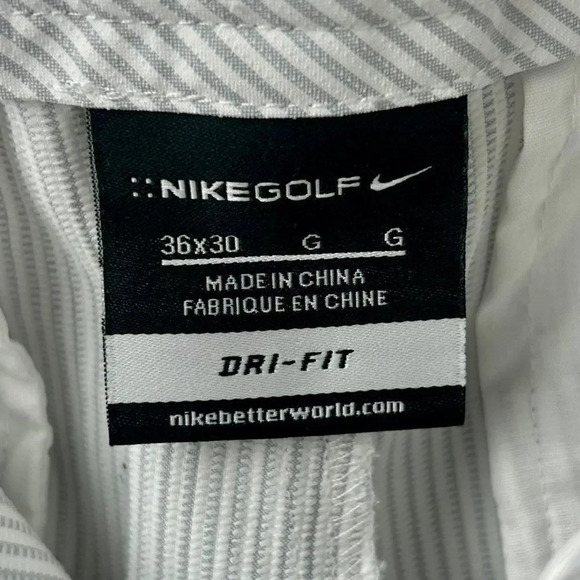 ::NIKEGOLF
36x30 G G
MADE IN CHINA
FABRIQUE EN CHINE
DRI-FIT
nikebetterworld.com